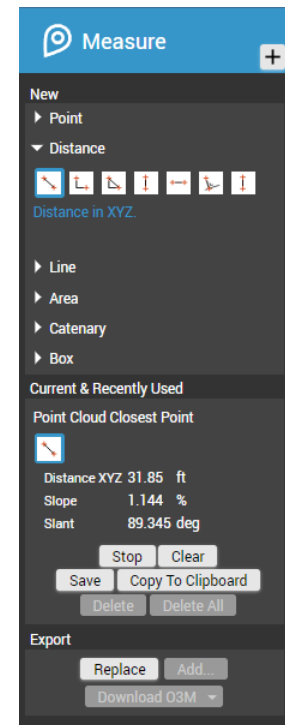 Measure
New
Point
Distance
Distance in XYZ.
Line
Area
Catenary
Box
Current & Recently Used
Point Cloud Closest Point
Distance XYZ 31.85 ft
Slope 1.144 %
Slant 89.345 deg
Stop Clear
Save Copy To Clipboard
Delete Delete All
Export
Replace Add...
Download O3M